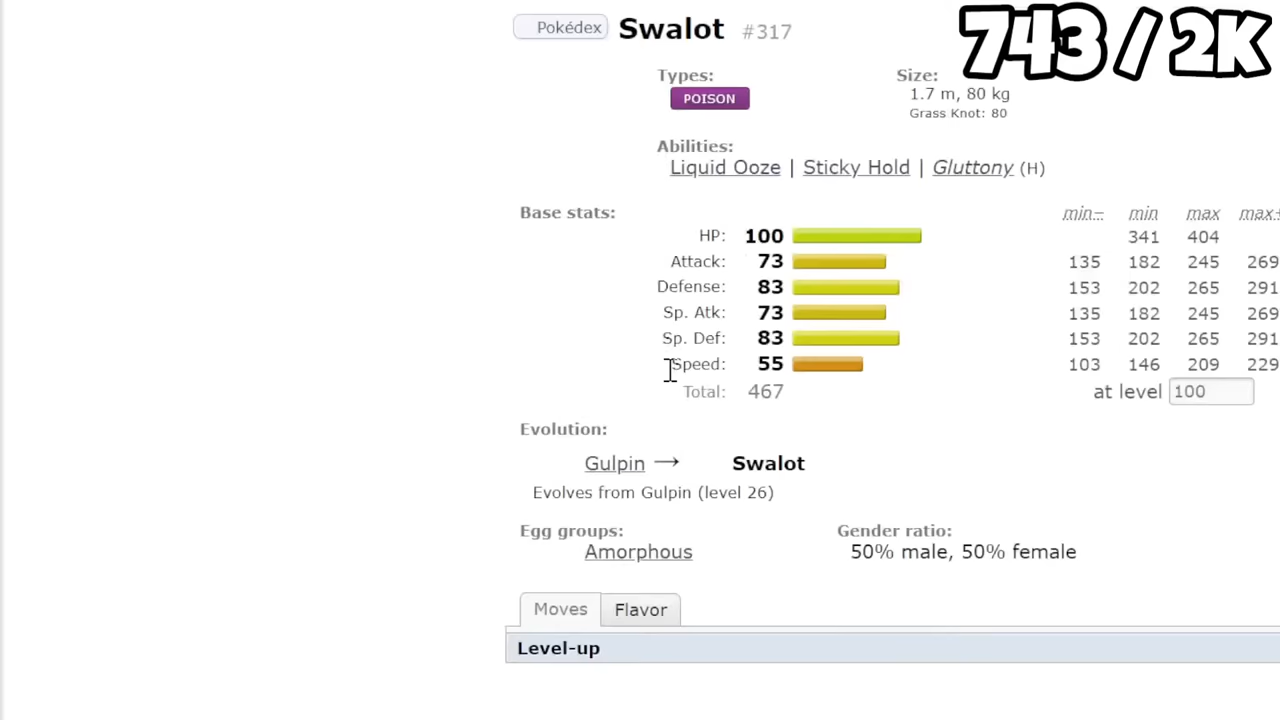 Pokédex Swalot #317
743/2K
Types: Size:
POISON 1.7 m, 80 kg
Grass Knot: 80
Abilities:
Liquid Ooze | Sticky Hold | Gluttony (H)
Base stats: min− min max max+
HP: 100 341 404
Attack: 73 135 182 245 269
Defense: 83 153 202 265 291
Sp. Atk: 73 135 182 245 269
Sp. Def: 83 153 202 265 291
Speed: 55 103 146 209 229
Total: 467 at level 100
Evolution:
Gulpin → Swalot
Evolves from Gulpin (level 26)
Egg groups: Gender ratio:
Amorphous 50% male, 50% female
Moves Flavor
Level-up